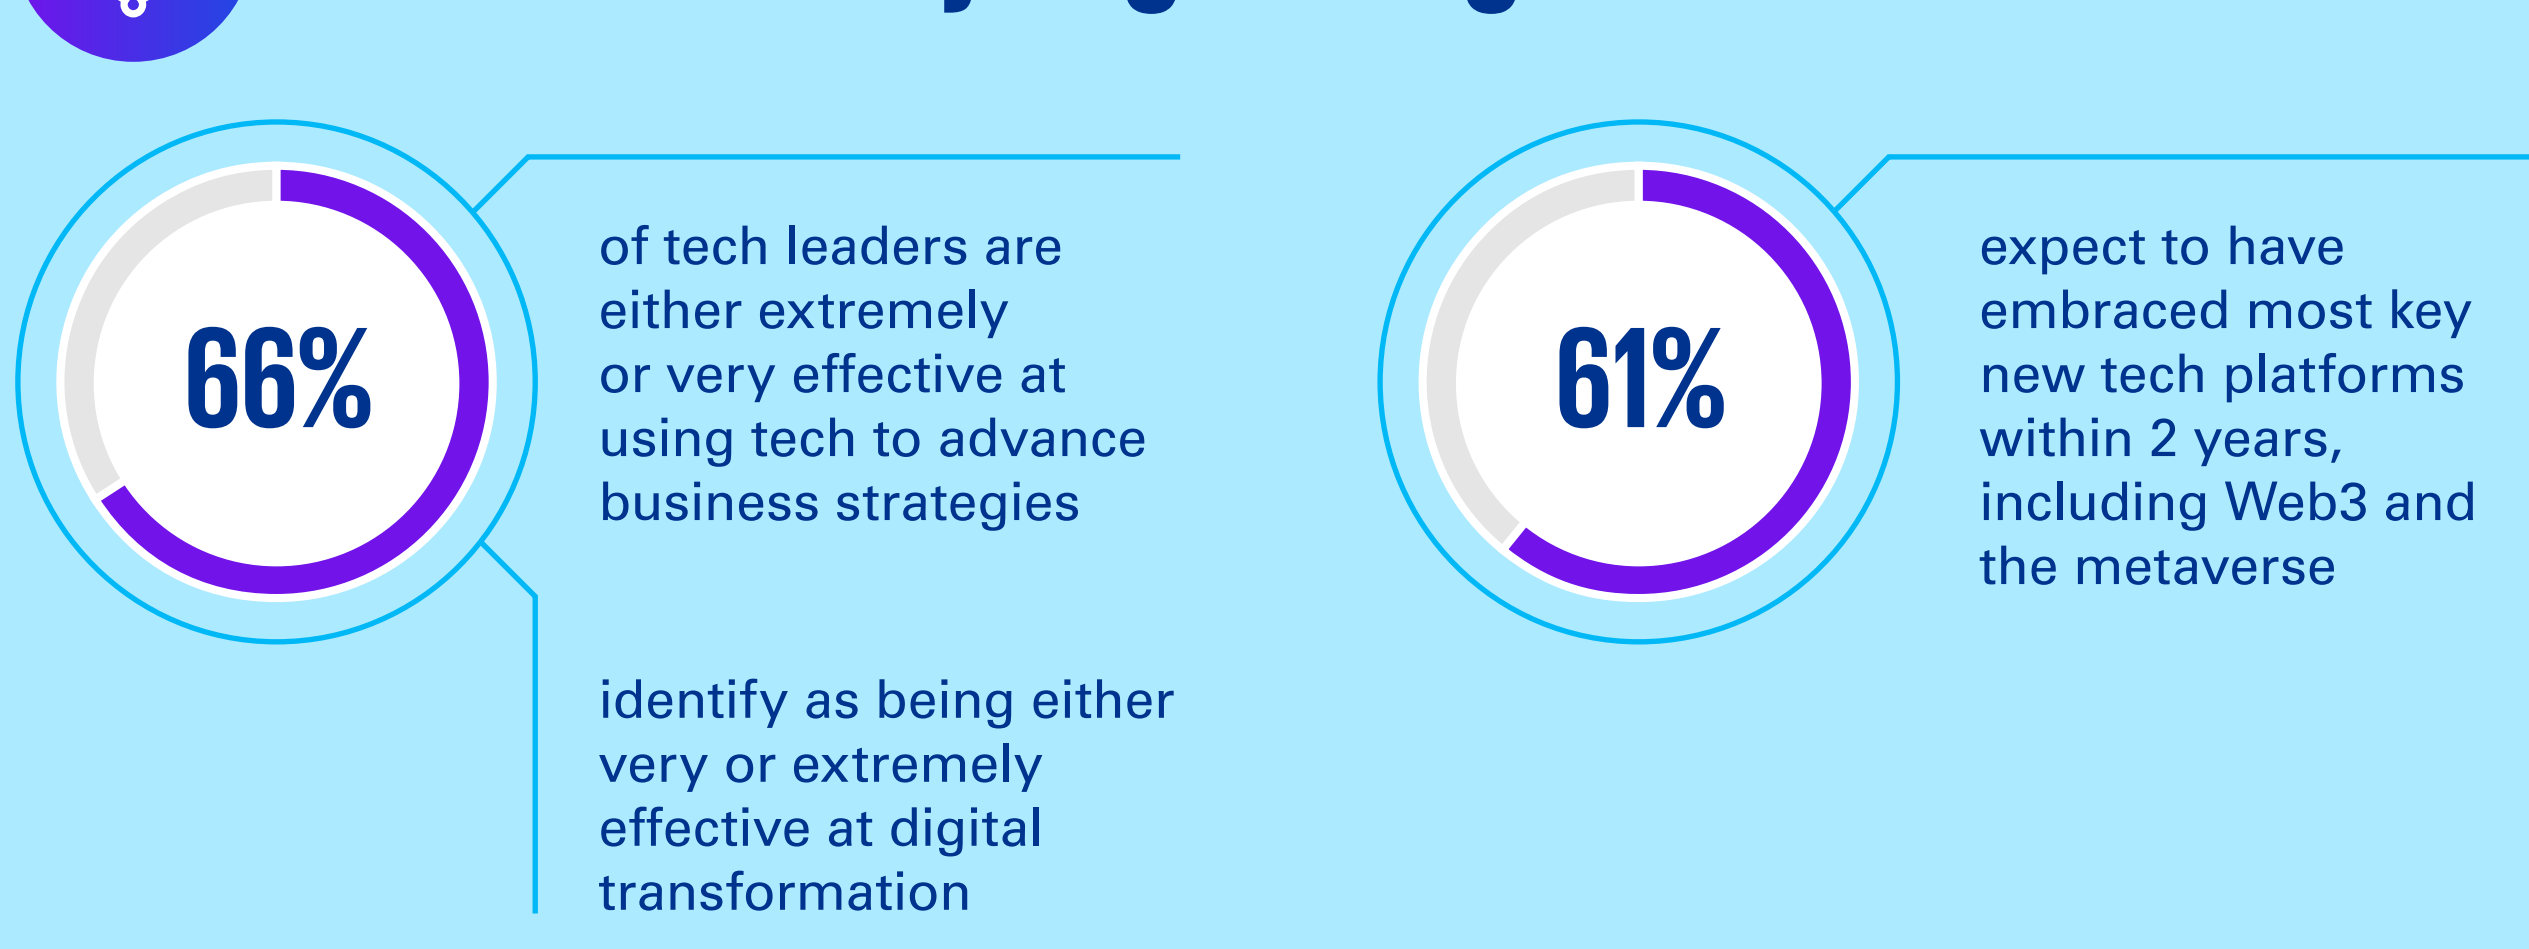 66%
of tech leaders are
either extremely
or very effective at
using tech to advance
business strategies
identify as being either
very or extremely
effective at digital
transformation
61%
expect to have
embraced most key
new tech platforms
within 2 years,
including Web3 and
the metaverse